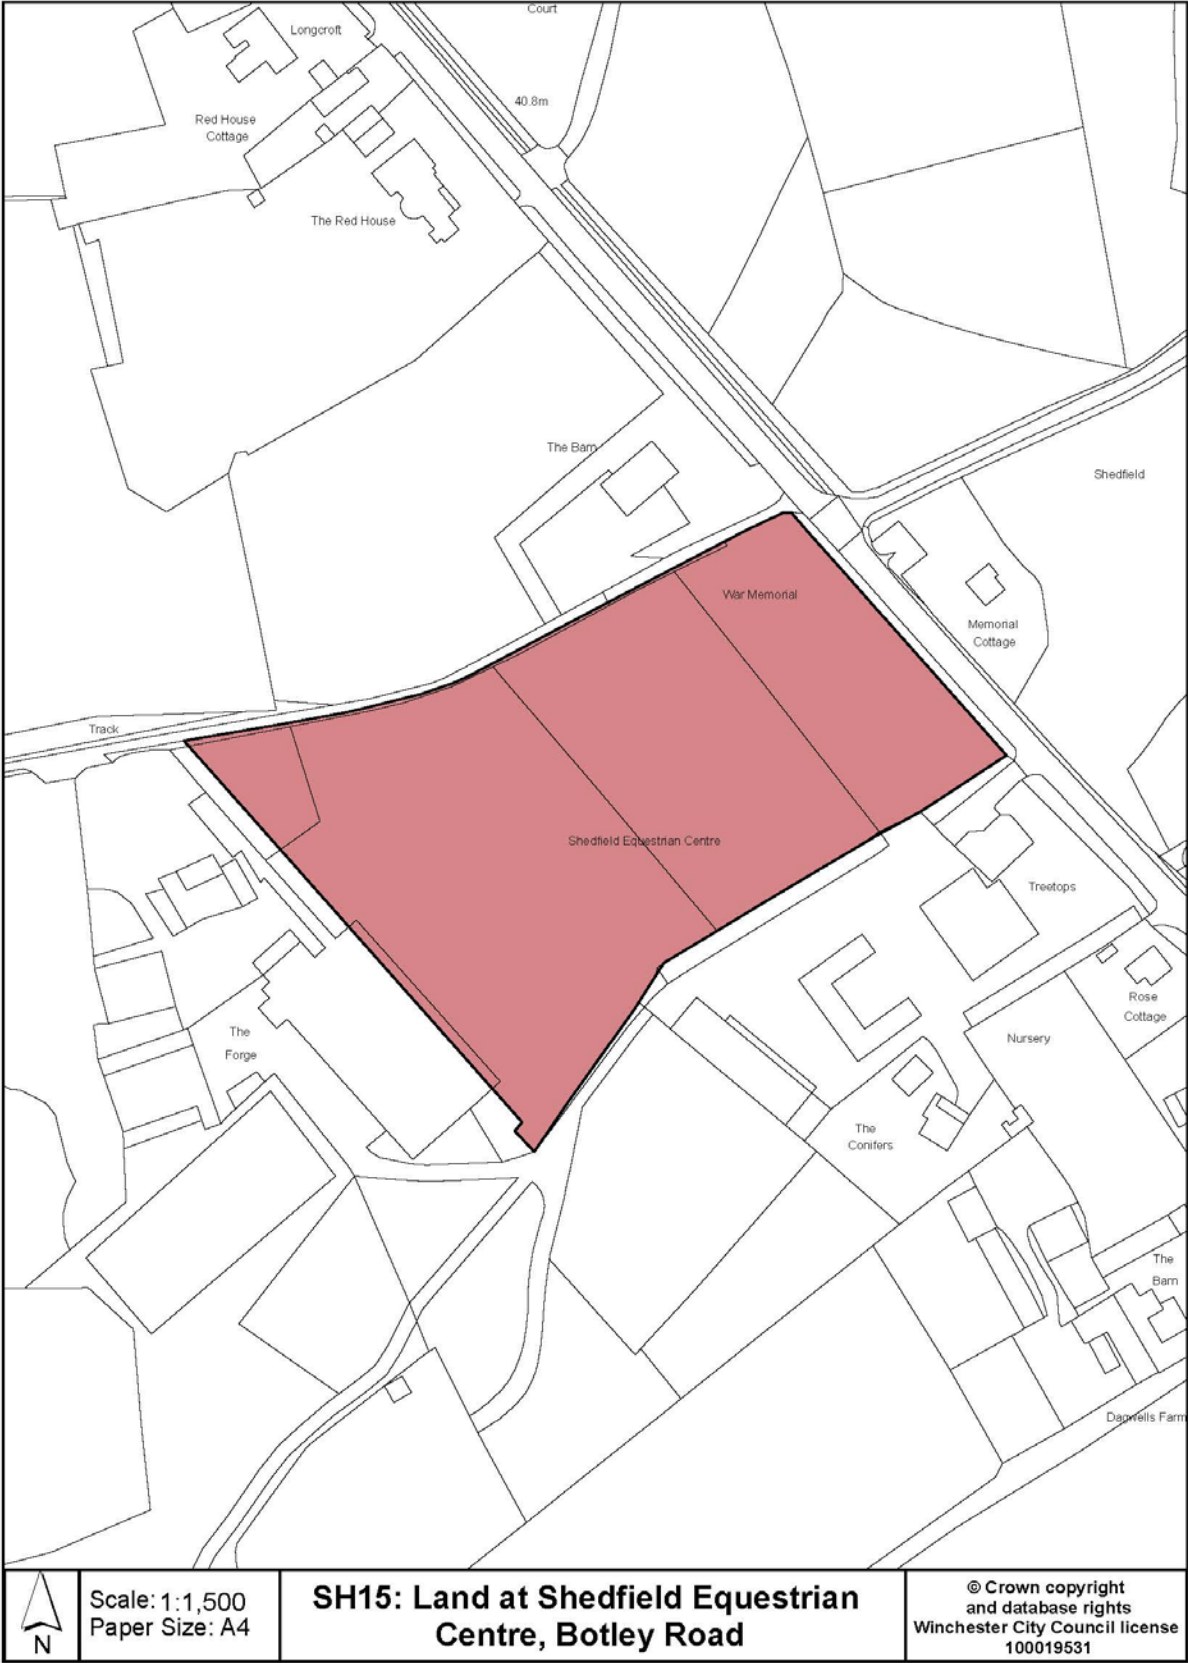 Court
Longcroft
40.8m
Red House
Cottage
The Red House
The Barn
Shedfield
War Memorial
Memorial
Cottage
Track
Shedfield Equestrian Centre
Treetops
Rose
Cottage
The
Forge
Nursery
The
Conifers
The
Barn
Dagwells Farm
N
Scale: 1:1,500
Paper Size: A4
SH15: Land at Shedfield Equestrian
Centre, Botley Road
© Crown copyright
and database rights
Winchester City Council license
100019531